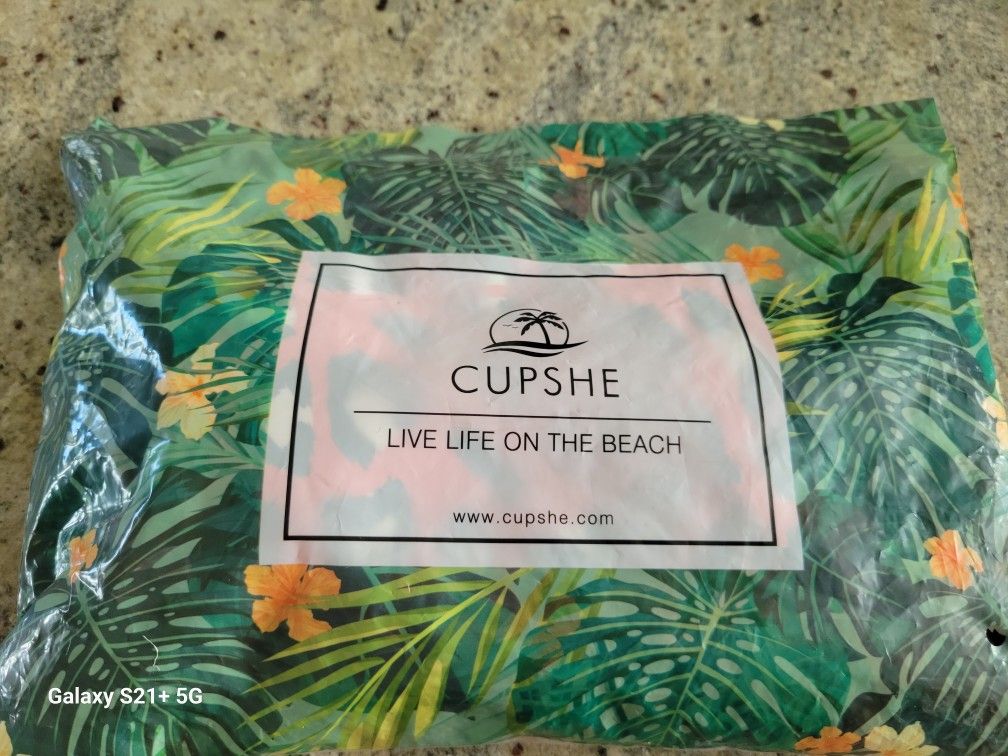 CUPSHE
LIVE LIFE ON THE BEACH
www.cupshe.com
Galaxy S21+ 5G